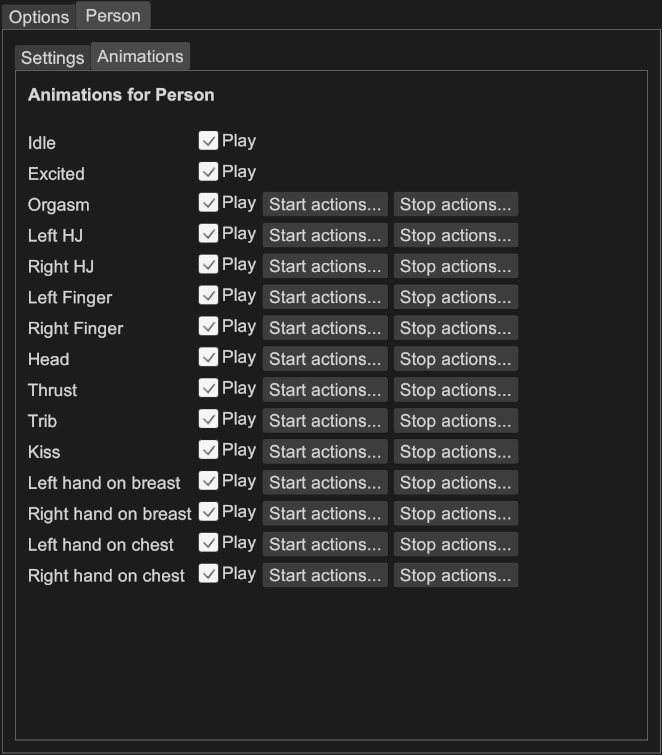 Options Person
Settings Animations
Animations for Person
Idle Play
Excited Play
Orgasm Play Start actions... Stop actions...
Left HJ Play Start actions... Stop actions...
Right HJ Play Start actions... Stop actions...
Left Finger Play Start actions... Stop actions...
Right Finger Play Start actions... Stop actions...
Head Play Start actions... Stop actions...
Thrust Play Start actions... Stop actions...
Trib Play Start actions... Stop actions...
Kiss Play Start actions... Stop actions...
Left hand on breast Play Start actions... Stop actions...
Right hand on breast Play Start actions... Stop actions...
Left hand on chest Play Start actions... Stop actions...
Right hand on chest Play Start actions... Stop actions...